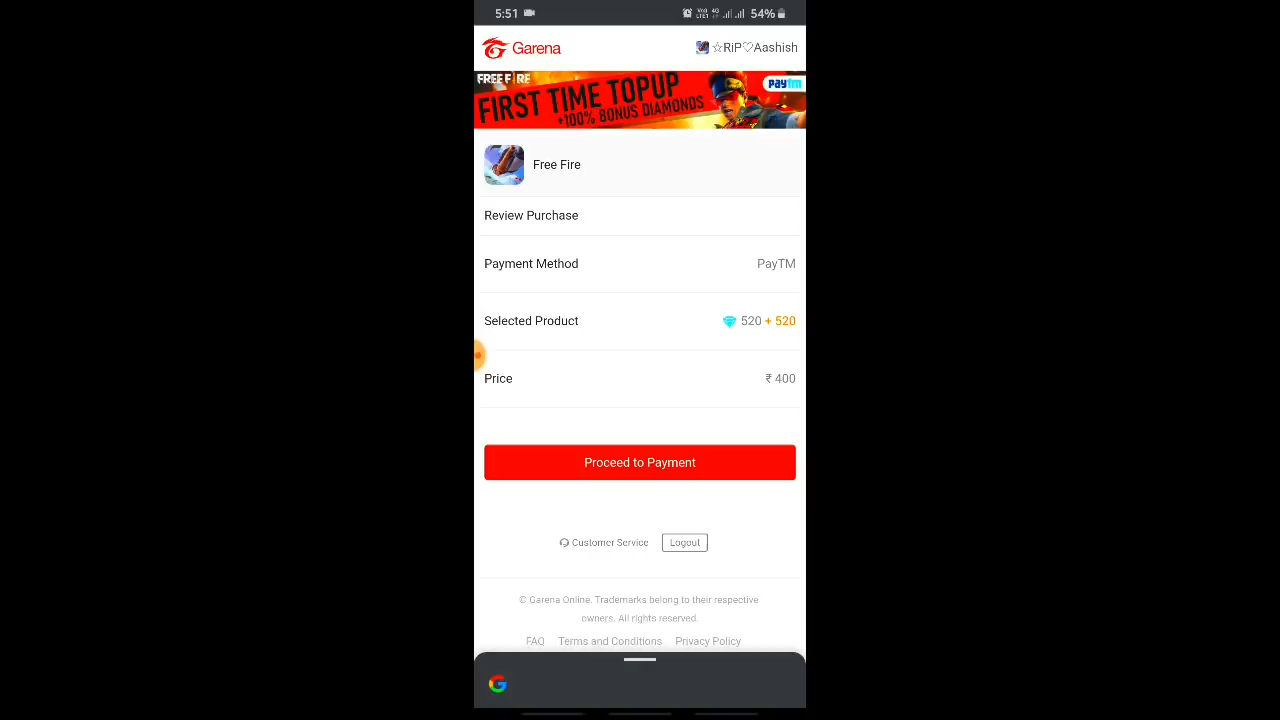 5:51 54%
Garena ☆RiP♡Aashish
FREE FIRE
paytm
FIRST TIME TOPUP
+100% BONUS DIAMONDS
Free Fire
Review Purchase
Payment Method PayTM
Selected Product 520 + 520
Price ₹ 400
Proceed to Payment
Customer Service Logout
© Garena Online. Trademarks belong to their respective
owners. All rights reserved.
FAQ Terms and Conditions Privacy Policy